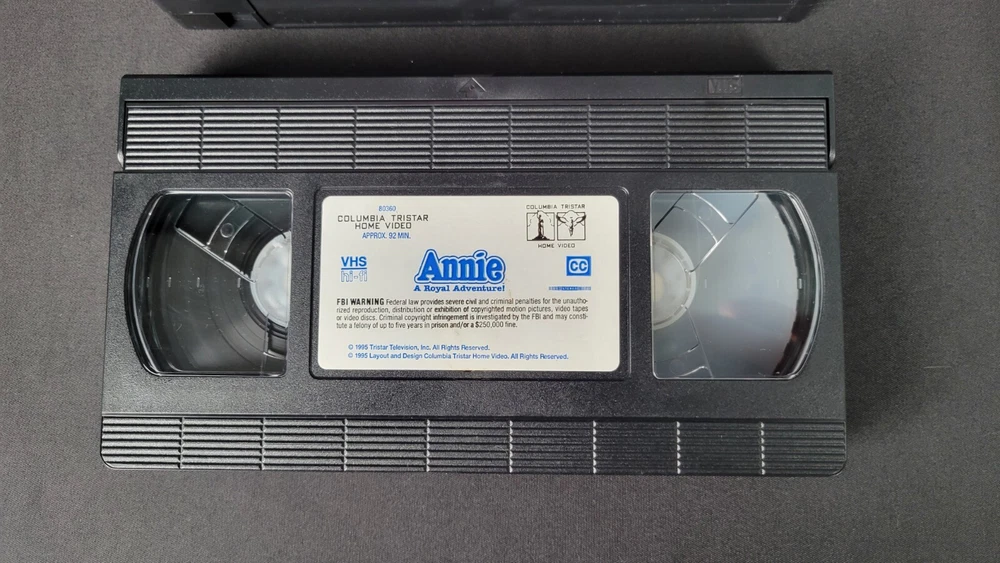 VHS
80360
COLUMBIA TRISTAR
HOME VIDEO
APPROX. 92 MIN.
COLUMBIA TRISTAR
HOME VIDEO
VHS
hi-fi
Annie
A Royal Adventure!
CC
FBI WARNING Federal law provides severe civil and criminal penalties for the unautho-
rized reproduction, distribution or exhibition of copyrighted motion pictures, video tapes
or video discs. Criminal copyright infringement is investigated by the FBI and may consti-
tute a felony of up to five years in prison and/or a $250,000 fine.
© 1995 Tristar Television, Inc. All Rights Reserved.
© 1995 Layout and Design Columbia Tristar Home Video. All Rights Reserved.